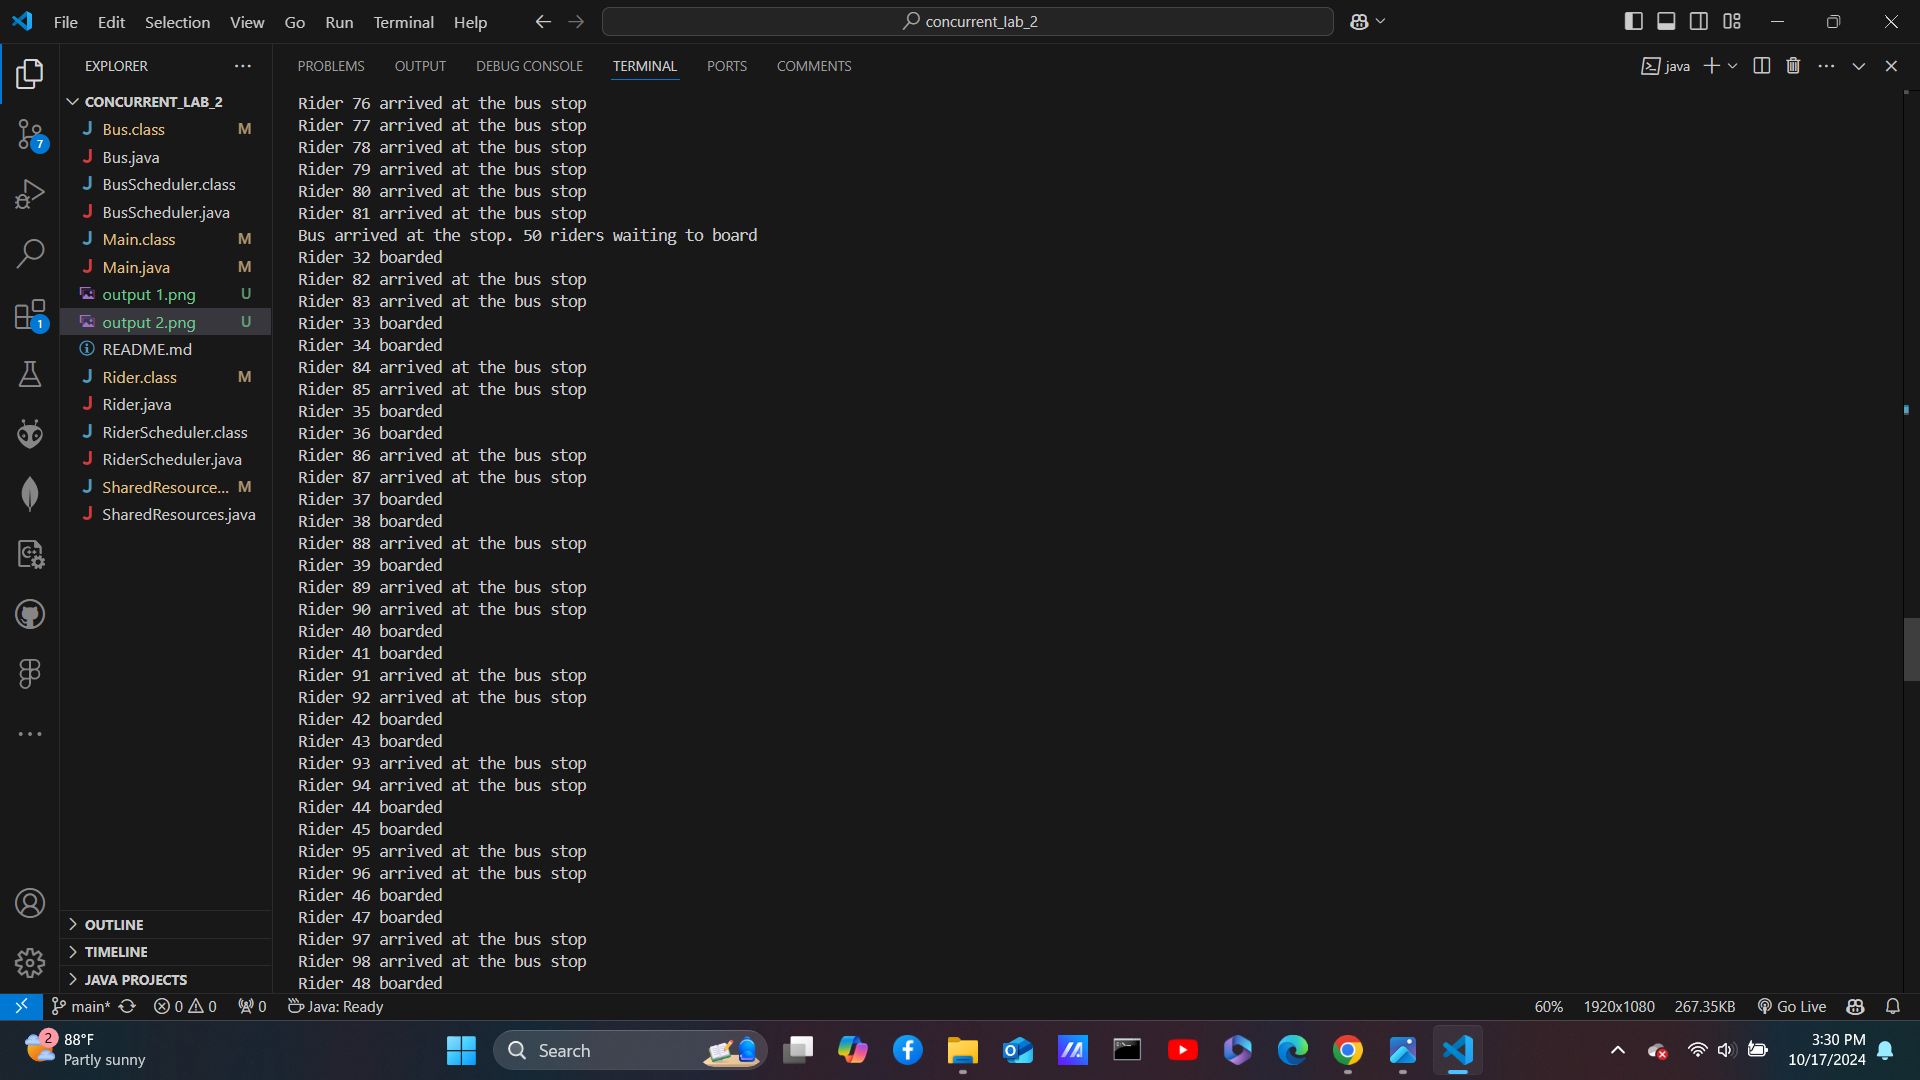 File Edit Selection View Go Run Terminal Help
concurrent_lab_2
EXPLORER
CONCURRENT_LAB_2
Bus.class M
Bus.java
BusScheduler.class
BusScheduler.java
Main.class M
Main.java M
output 1.png U
output 2.png U
README.md
Rider.class M
Rider.java
RiderScheduler.class
RiderScheduler.java
SharedResource... M
SharedResources.java
OUTLINE
TIMELINE
JAVA PROJECTS
7
1
PROBLEMS OUTPUT DEBUG CONSOLE TERMINAL PORTS COMMENTS
java
Rider 76 arrived at the bus stop
Rider 77 arrived at the bus stop
Rider 78 arrived at the bus stop
Rider 79 arrived at the bus stop
Rider 80 arrived at the bus stop
Rider 81 arrived at the bus stop
Bus arrived at the stop. 50 riders waiting to board
Rider 32 boarded
Rider 82 arrived at the bus stop
Rider 83 arrived at the bus stop
Rider 33 boarded
Rider 34 boarded
Rider 84 arrived at the bus stop
Rider 85 arrived at the bus stop
Rider 35 boarded
Rider 36 boarded
Rider 86 arrived at the bus stop
Rider 87 arrived at the bus stop
Rider 37 boarded
Rider 38 boarded
Rider 88 arrived at the bus stop
Rider 39 boarded
Rider 89 arrived at the bus stop
Rider 90 arrived at the bus stop
Rider 40 boarded
Rider 41 boarded
Rider 91 arrived at the bus stop
Rider 92 arrived at the bus stop
Rider 42 boarded
Rider 43 boarded
Rider 93 arrived at the bus stop
Rider 94 arrived at the bus stop
Rider 44 boarded
Rider 45 boarded
Rider 95 arrived at the bus stop
Rider 96 arrived at the bus stop
Rider 46 boarded
Rider 47 boarded
Rider 97 arrived at the bus stop
Rider 98 arrived at the bus stop
Rider 48 boarded
main* 0 0 0 Java: Ready
60% 1920x1080 267.35KB Go Live
2
88°F
Partly sunny
Search
3:30 PM
10/17/2024